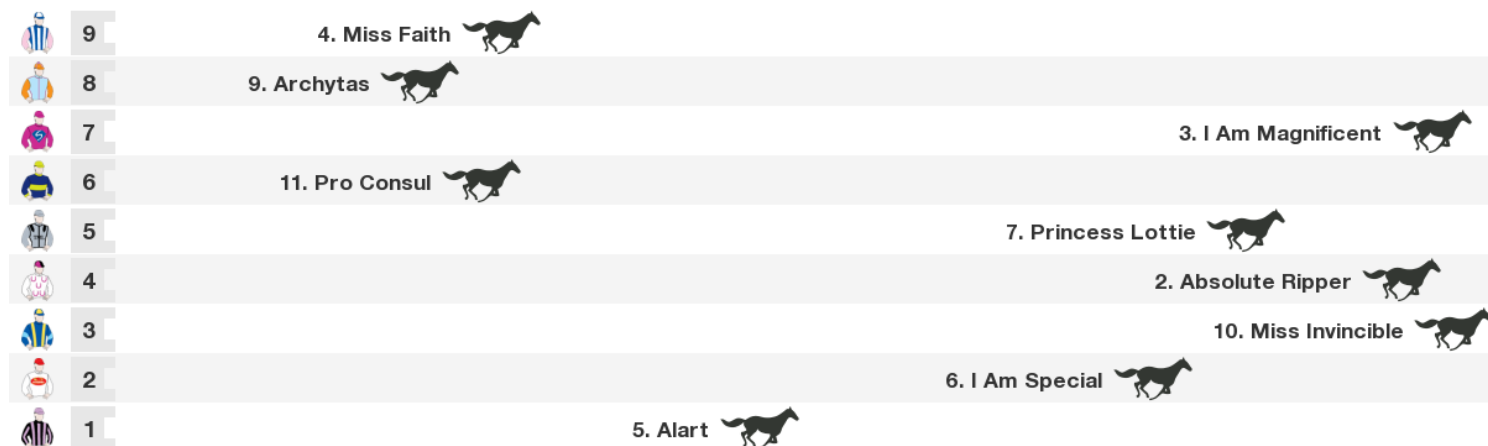 9 4. Miss Faith
8 9. Archytas
7 3. I Am Magnificent
6 11. Pro Consul
5 7. Princess Lottie
4 2. Absolute Ripper
3 10. Miss Invincible
2 6. I Am Special
1 5. Alart